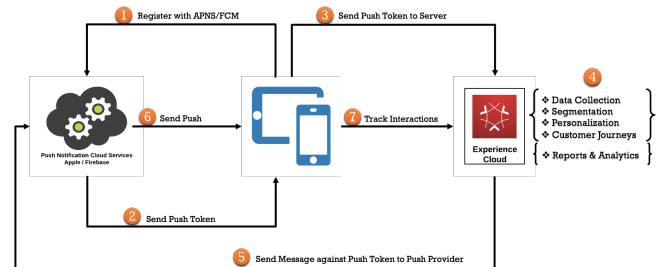 1 Register with APNS/FCM
3 Send Push Token to Server
4
❖ Data Collection
❖ Segmentation
❖ Personalization
❖ Customer Journeys
❖ Reports & Analytics
6 Send Push
7 Track Interactions
Push Notification Cloud Services
Apple / Firebase
Experience
Cloud
2 Send Push Token
5 Send Message against Push Token to Push Provider